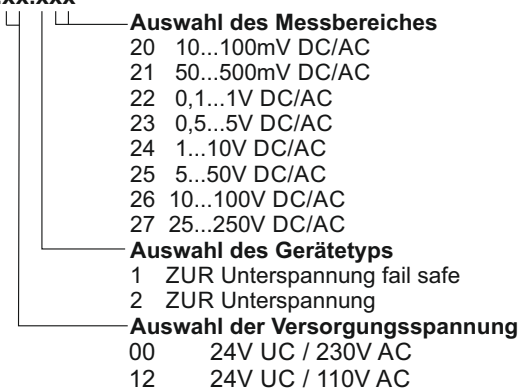 .xx.xxx
Auswahl des Messbereiches
20 10...100mV DC/AC
21 50...500mV DC/AC
22 0,1...1V DC/AC
23 0,5...5V DC/AC
24 1...10V DC/AC
25 5...50V DC/AC
26 10...100V DC/AC
27 25...250V DC/AC
Auswahl des Gerätetyps
1 ZUR Unterspannung fail safe
2 ZUR Unterspannung
Auswahl der Versorgungsspannung
00 24V UC / 230V AC
12 24V UC / 110V AC